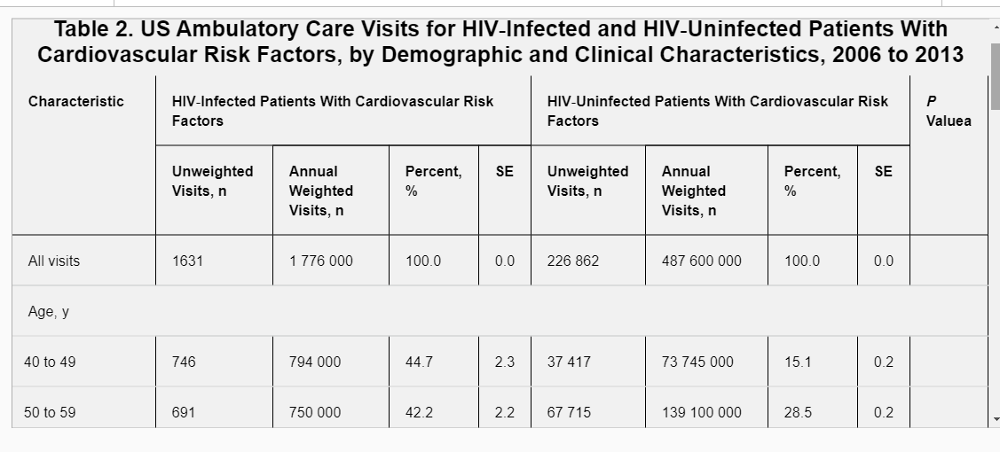 Table 2. US Ambulatory Care Visits for HIV-Infected and HIV-Uninfected Patients With
Cardiovascular Risk Factors, by Demographic and Clinical Characteristics, 2006 to 2013
Characteristic
HIV-Infected Patients With Cardiovascular Risk
Factors
HIV-Uninfected Patients With Cardiovascular Risk
Factors
P
Valuea
Unweighted
Visits, n
Annual
Weighted
Visits, n
Percent,
%
SE
Unweighted
Visits, n
Annual
Weighted
Visits, n
Percent,
%
SE
All visits 1631 1 776 000 100.0 0.0 226 862 487 600 000 100.0 0.0
Age, y
40 to 49 746 794 000 44.7 2.3 37 417 73 745 000 15.1 0.2
50 to 59 691 750 000 42.2 2.2 67 715 139 100 000 28.5 0.2